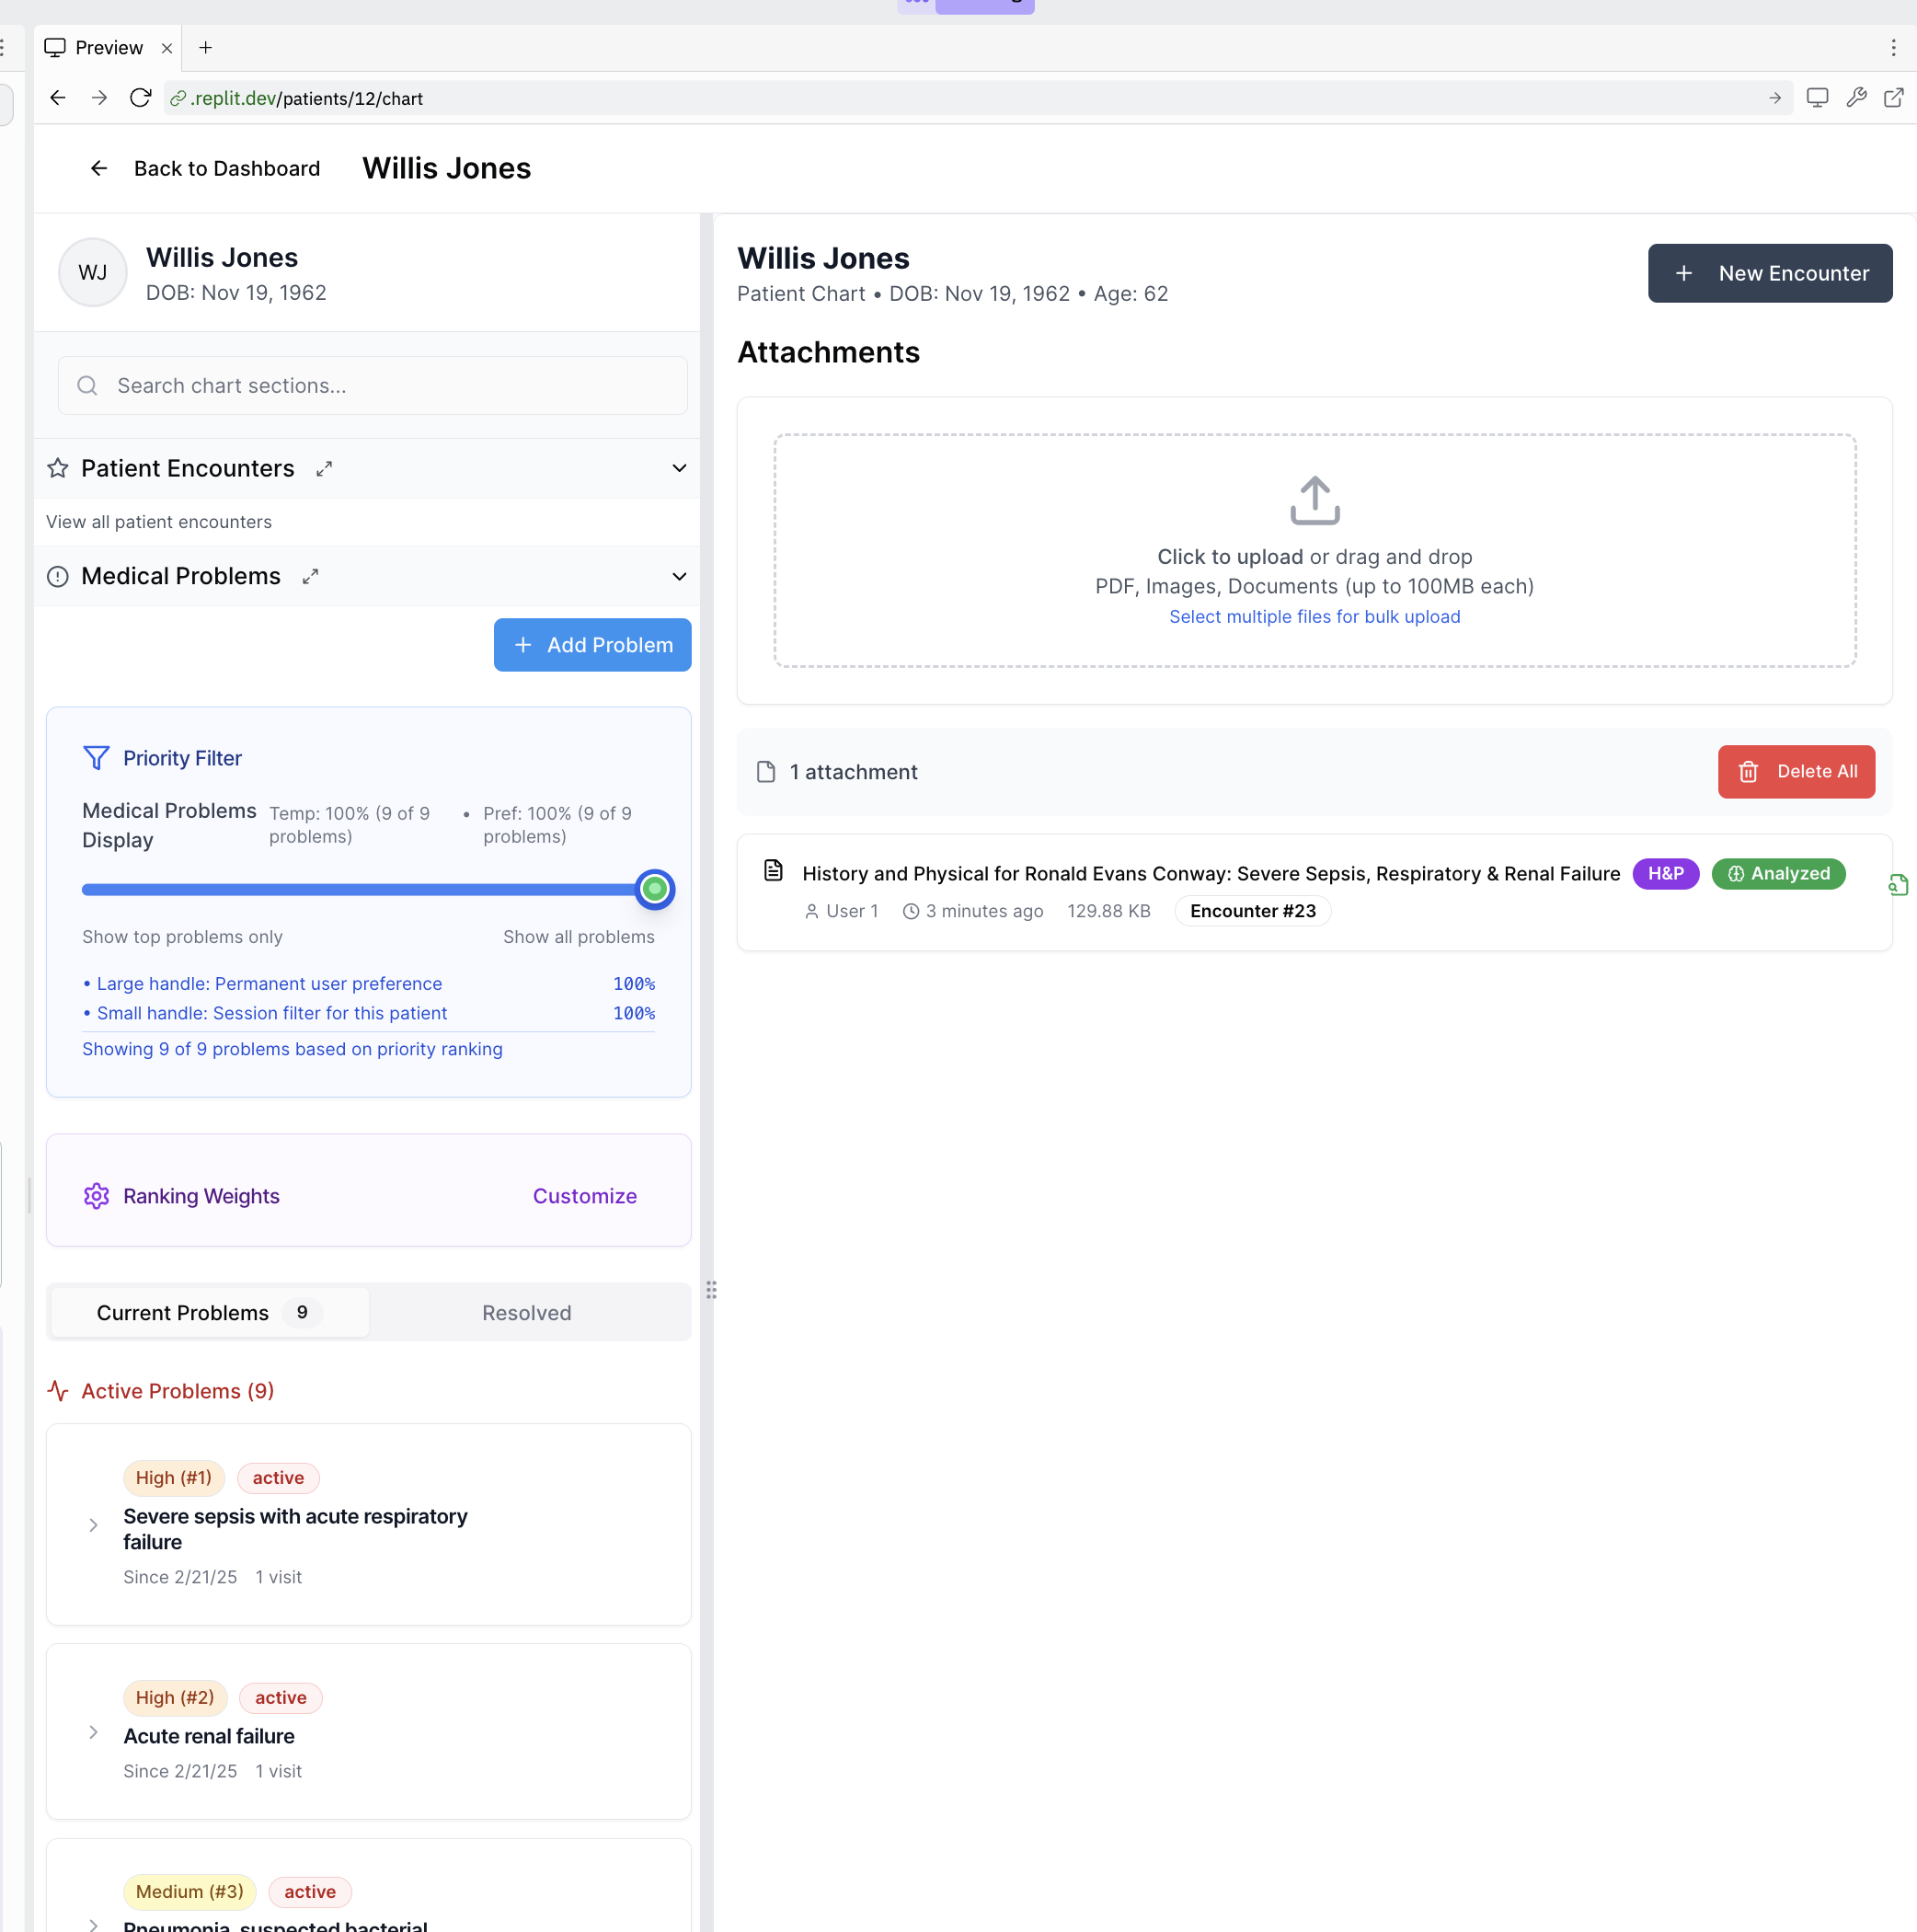 Preview
.replit.dev/patients/12/chart
Back to Dashboard
Willis Jones
WJ
Willis Jones
DOB: Nov 19, 1962
Search chart sections...
Patient Encounters
View all patient encounters
Medical Problems
Add Problem
Priority Filter
Medical Problems
Display
Temp: 100% (9 of 9
problems)
• Pref: 100% (9 of 9
problems)
Show top problems only
Show all problems
• Large handle: Permanent user preference 100%
• Small handle: Session filter for this patient 100%
Showing 9 of 9 problems based on priority ranking
Ranking Weights
Customize
Current Problems 9
Resolved
Active Problems (9)
High (#1) active
Severe sepsis with acute respiratory
failure
Since 2/21/25 1 visit
High (#2) active
Acute renal failure
Since 2/21/25 1 visit
Medium (#3) active
Pneumonia, suspected bacterial
Willis Jones
Patient Chart • DOB: Nov 19, 1962 • Age: 62
New Encounter
Attachments
Click to upload or drag and drop
PDF, Images, Documents (up to 100MB each)
Select multiple files for bulk upload
1 attachment
Delete All
History and Physical for Ronald Evans Conway: Severe Sepsis, Respiratory & Renal Failure H&P Analyzed
User 1 3 minutes ago 129.88 KB Encounter #23